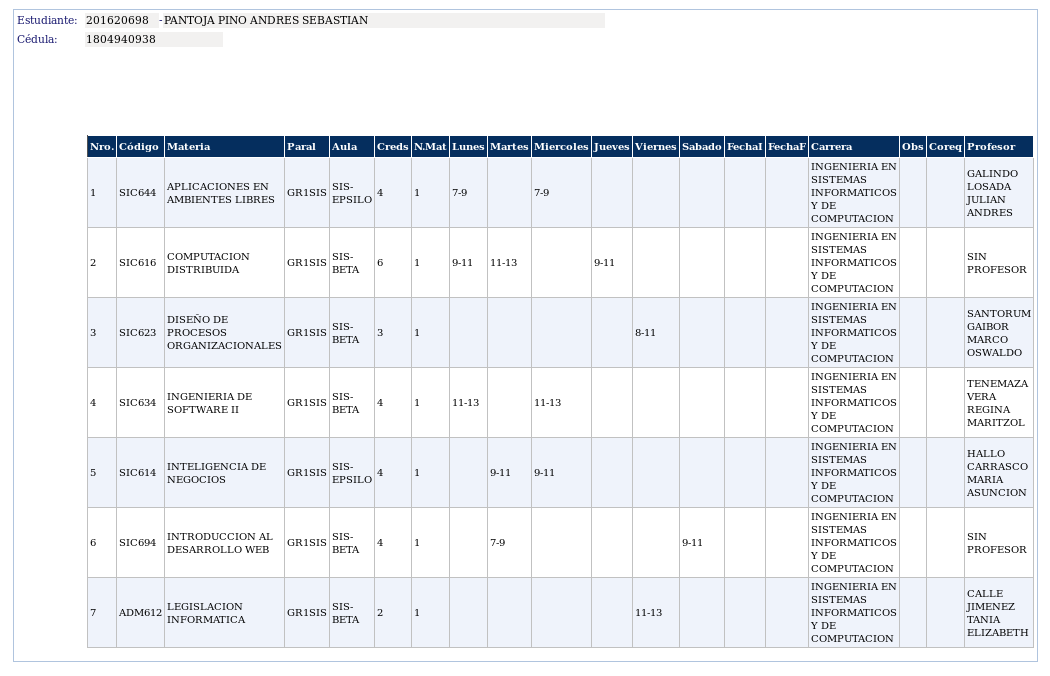 Estudiante: 201620698 - PANTOJA PINO ANDRES SEBASTIAN
Cédula: 1804940938
Nro. Código Materia Paral Aula Creds N.Mat Lunes Martes Miercoles Jueves Viernes Sabado FechaI FechaF Carrera Obs Coreq Profesor
1 SIC644 APLICACIONES EN AMBIENTES LIBRES GR1SIS SIS-EPSILO 4 1 7-9 7-9 INGENIERIA EN SISTEMAS INFORMATICOS Y DE COMPUTACION GALINDO LOSADA JULIAN ANDRES
2 SIC616 COMPUTACION DISTRIBUIDA GR1SIS SIS-BETA 6 1 9-11 11-13 9-11 INGENIERIA EN SISTEMAS INFORMATICOS Y DE COMPUTACION SIN PROFESOR
3 SIC623 DISEÑO DE PROCESOS ORGANIZACIONALES GR1SIS SIS-BETA 3 1 8-11 INGENIERIA EN SISTEMAS INFORMATICOS Y DE COMPUTACION SANTORUM GAIBOR MARCO OSWALDO
4 SIC634 INGENIERIA DE SOFTWARE II GR1SIS SIS-BETA 4 1 11-13 11-13 INGENIERIA EN SISTEMAS INFORMATICOS Y DE COMPUTACION TENEMAZA VERA REGINA MARITZOL
5 SIC614 INTELIGENCIA DE NEGOCIOS GR1SIS SIS-EPSILO 4 1 9-11 9-11 INGENIERIA EN SISTEMAS INFORMATICOS Y DE COMPUTACION HALLO CARRASCO MARIA ASUNCION
6 SIC694 INTRODUCCION AL DESARROLLO WEB GR1SIS SIS-BETA 4 1 7-9 9-11 INGENIERIA EN SISTEMAS INFORMATICOS Y DE COMPUTACION SIN PROFESOR
7 ADM612 LEGISLACION INFORMATICA GR1SIS SIS-BETA 2 1 11-13 INGENIERIA EN SISTEMAS INFORMATICOS Y DE COMPUTACION CALLE JIMENEZ TANIA ELIZABETH